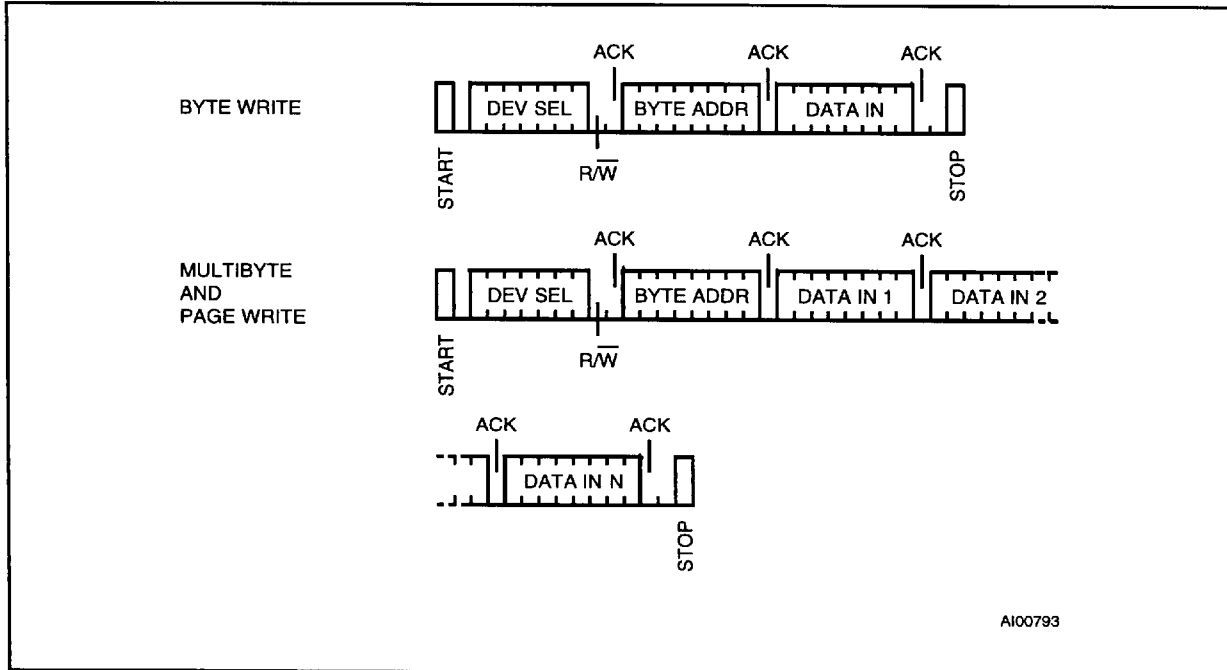 ACK ACK ACK
BYTE WRITE
DEV SEL BYTE ADDR DATA IN
R/W̅
START STOP
ACK ACK ACK
MULTIBYTE
AND
PAGE WRITE
DEV SEL BYTE ADDR DATA IN 1 DATA IN 2
R/W̅
START
ACK ACK
DATA IN N
STOP
AI00793